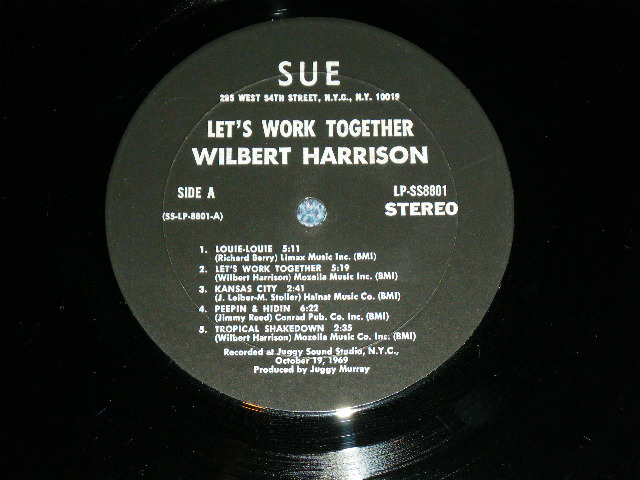 SUE
265 WEST 54TH STREET, N.Y.C., N.Y. 10019
LET'S WORK TOGETHER
WILBERT HARRISON
SIDE A
LP-SS8801
(SS-LP-8801-A)
STEREO
1. LOUIE-LOUIE 5:11
(Richard Berry) Limax Music Inc. (BMI)
2. LET'S WORK TOGETHER 5:19
(Wilbert Harrison) Mozella Music Inc. (BMI)
3. KANSAS CITY 2:41
(J. Leiber-M. Stoller) Halnat Music Co. (BMI)
4. PEEPIN & HIDIN 6:22
(Jimmy Reed) Conrad Pub. Co. Inc. (BMI)
5. TROPICAL SHAKEDOWN 2:35
(Wilbert Harrison) Mozella Music Co. Inc. (BMI)
Recorded at Juggy Sound Studio, N.Y.C.,
October 19, 1969
Produced by Juggy Murray